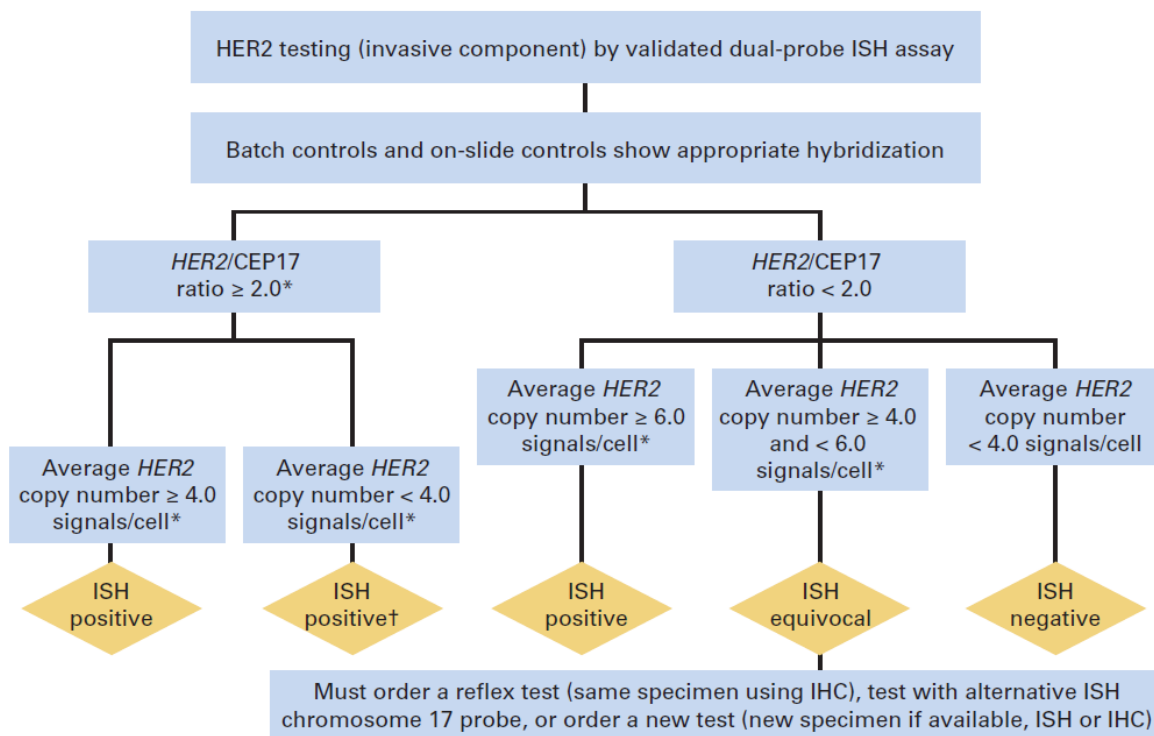 HER2 testing (invasive component) by validated dual-probe ISH assay
Batch controls and on-slide controls show appropriate hybridization
HER2/CEP17
ratio ≥ 2.0*
HER2/CEP17
ratio < 2.0
Average HER2
copy number ≥ 4.0
signals/cell*
Average HER2
copy number < 4.0
signals/cell*
Average HER2
copy number ≥ 6.0
signals/cell*
Average HER2
copy number ≥ 4.0
and < 6.0
signals/cell*
Average HER2
copy number
< 4.0 signals/cell
ISH
positive
ISH
positive†
ISH
positive
ISH
equivocal
ISH
negative
Must order a reflex test (same specimen using IHC), test with alternative ISH
chromosome 17 probe, or order a new test (new specimen if available, ISH or IHC)